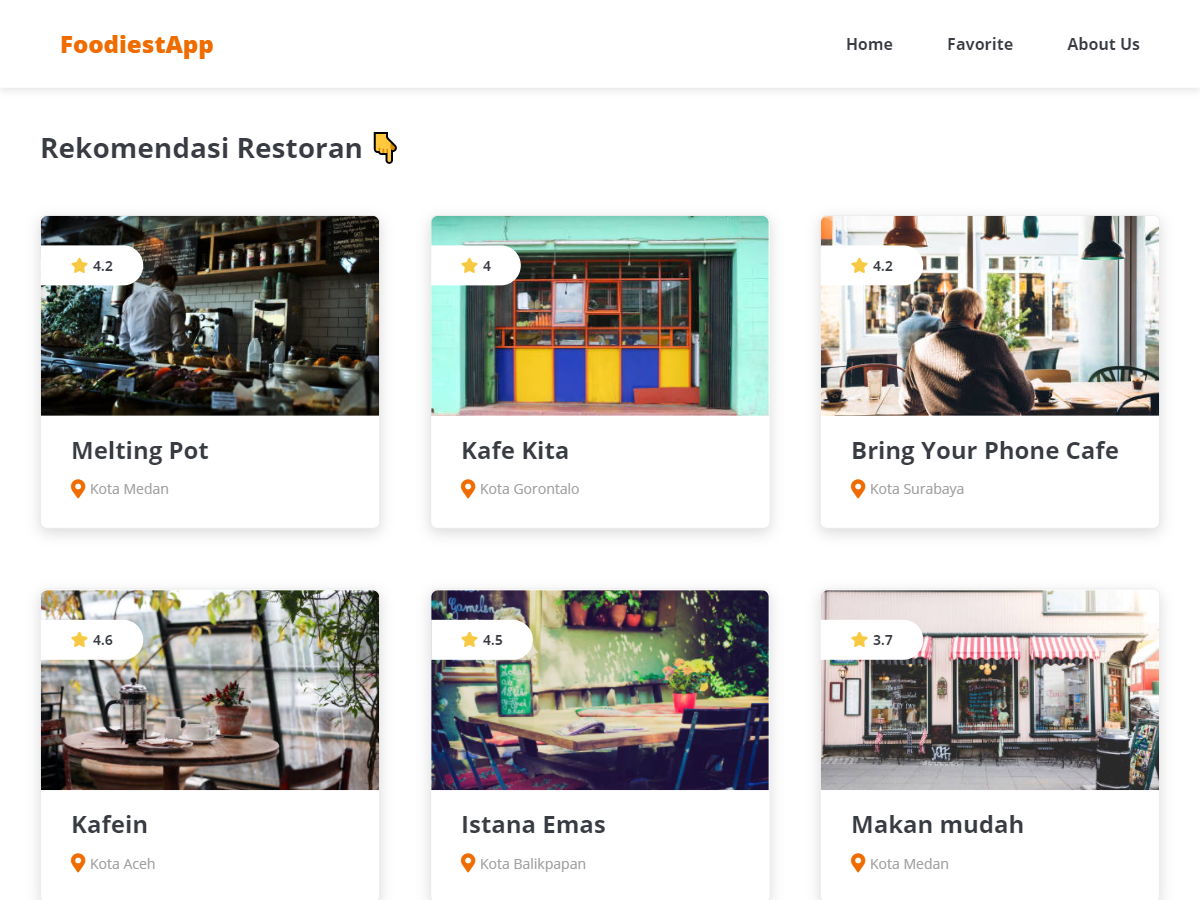 FoodiestApp
Home Favorite About Us
Rekomendasi Restoran 👇
4.2
4
4.2
Melting Pot
Kafe Kita
Bring Your Phone Cafe
Kota Medan
Kota Gorontalo
Kota Surabaya
4.6
4.5
3.7
Gamelen
Kafein
Istana Emas
Makan mudah
Kota Aceh
Kota Balikpapan
Kota Medan